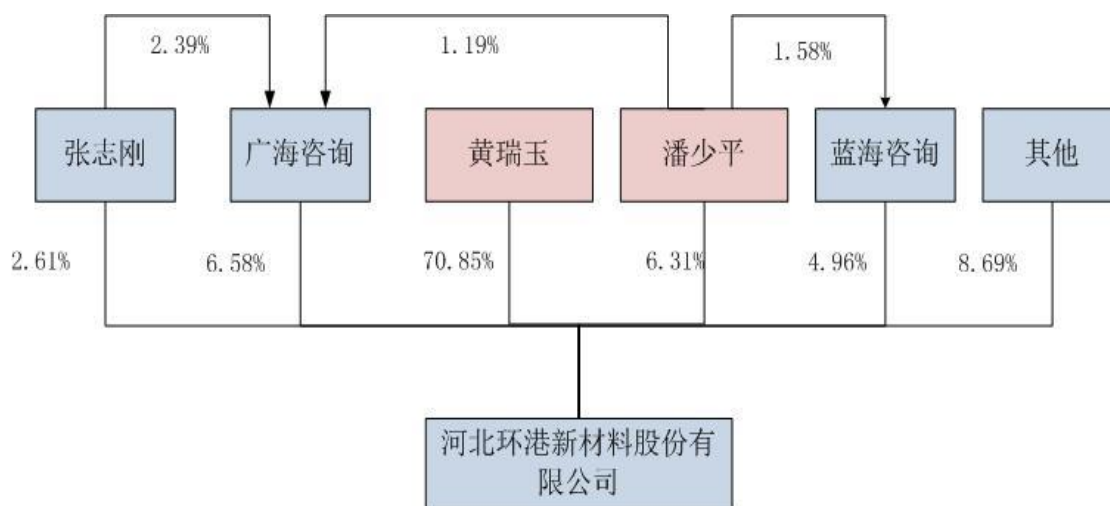 2.39%
1.19%
1.58%
张志刚
广海咨询
黄瑞玉
潘少平
蓝海咨询
其他
2.61%
6.58%
70.85%
6.31%
4.96%
8.69%
河北环港新材料股份有
限公司